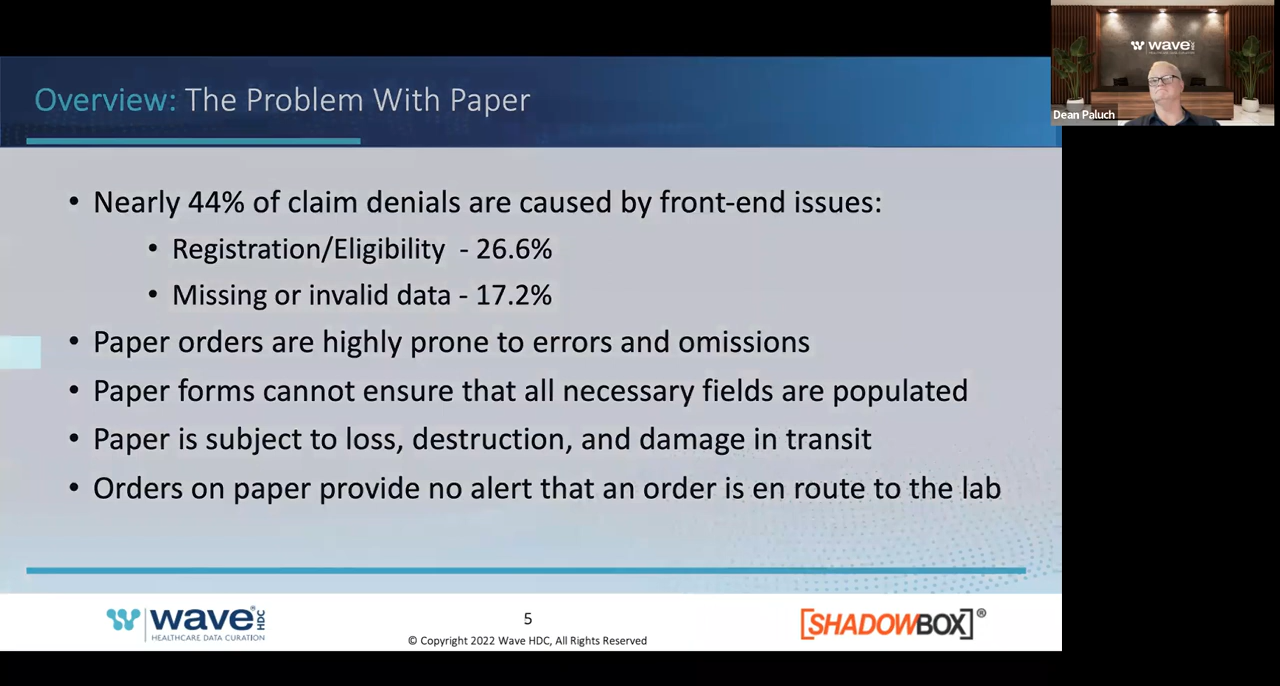 Overview: The Problem With Paper
wave
HDC
Dean Paluch
• Nearly 44% of claim denials are caused by front-end issues:
• Registration/Eligibility - 26.6%
• Missing or invalid data - 17.2%
• Paper orders are highly prone to errors and omissions
• Paper forms cannot ensure that all necessary fields are populated
• Paper is subject to loss, destruction, and damage in transit
• Orders on paper provide no alert that an order is en route to the lab
wave® HDC
HEALTHCARE DATA CURATION
5
© Copyright 2022 Wave HDC, All Rights Reserved
[SHADOWBOX]®